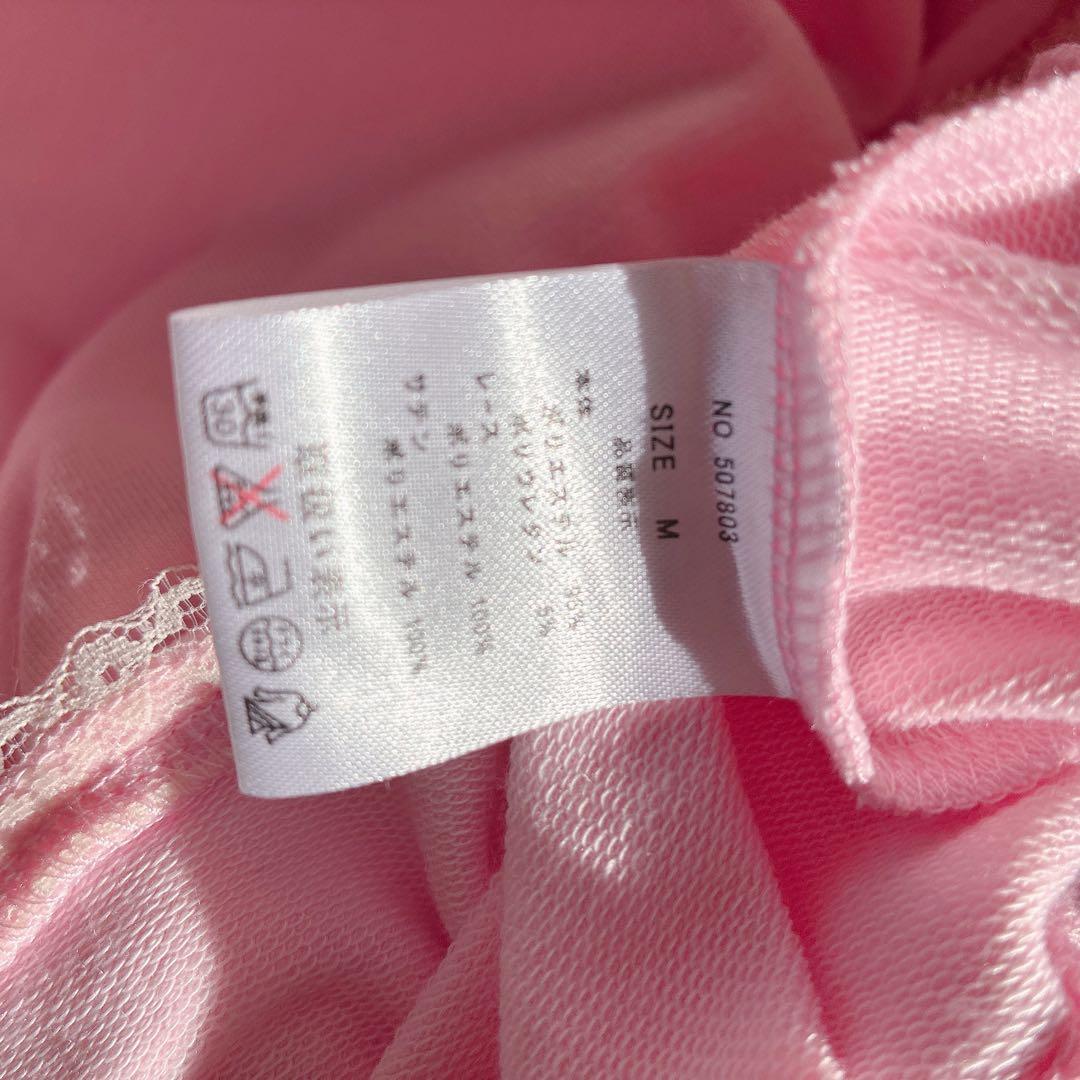 NO 507803
SIZE M
品質表示
本体
ポリエステル 95%
ポリウレタン 5%
レース
ポリエステル 100%
サテン
ポリエステル 100%
取扱い表示
30